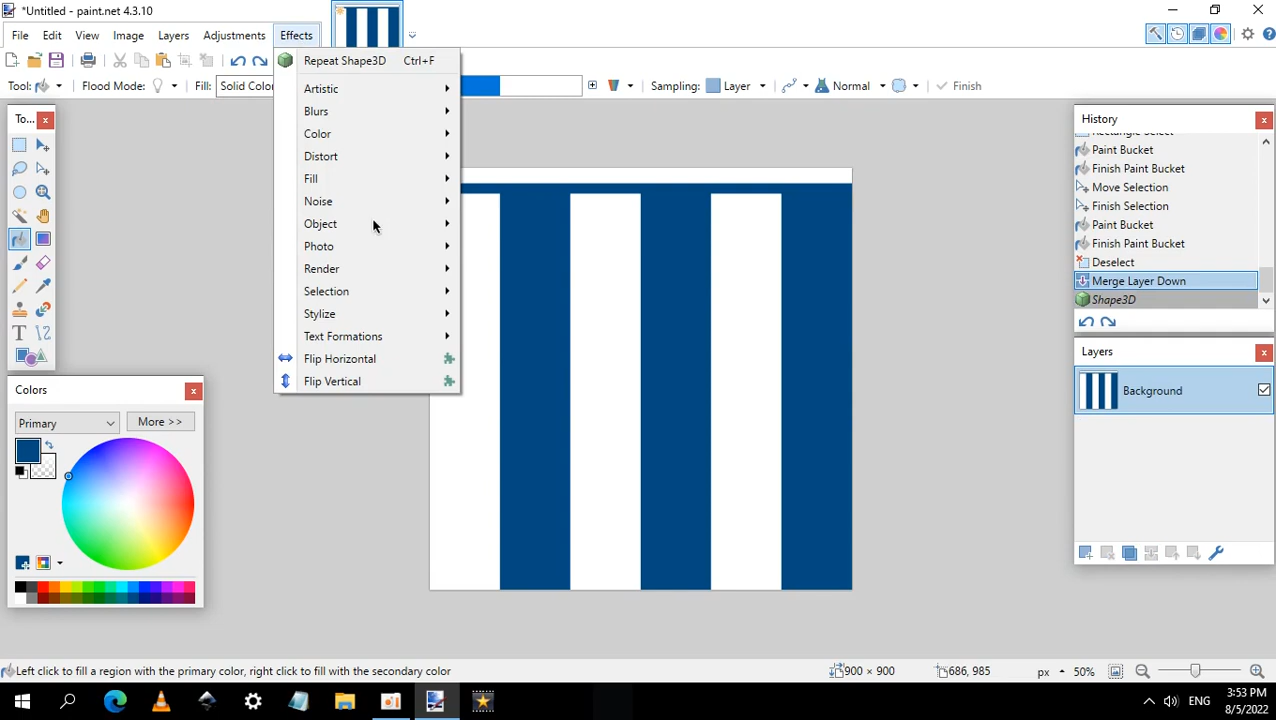 *Untitled - paint.net 4.3.10
File Edit View Image Layers Adjustments Effects
Tool: Flood Mode: Fill: Solid Color Sampling: Layer Normal Finish
Repeat Shape3D Ctrl+F
Artistic
Blurs
Color
Distort
Fill
Noise
Object
Photo
Render
Selection
Stylize
Text Formations
Flip Horizontal
Flip Vertical
To...
Colors
Primary
More >>
History
Rectangle Select
Paint Bucket
Finish Paint Bucket
Move Selection
Finish Selection
Paint Bucket
Finish Paint Bucket
Deselect
Merge Layer Down
Shape3D
Layers
Background
Left click to fill a region with the primary color, right click to fill with the secondary color
900 × 900 686, 985 px 50%
ENG
3:53 PM
8/5/2022